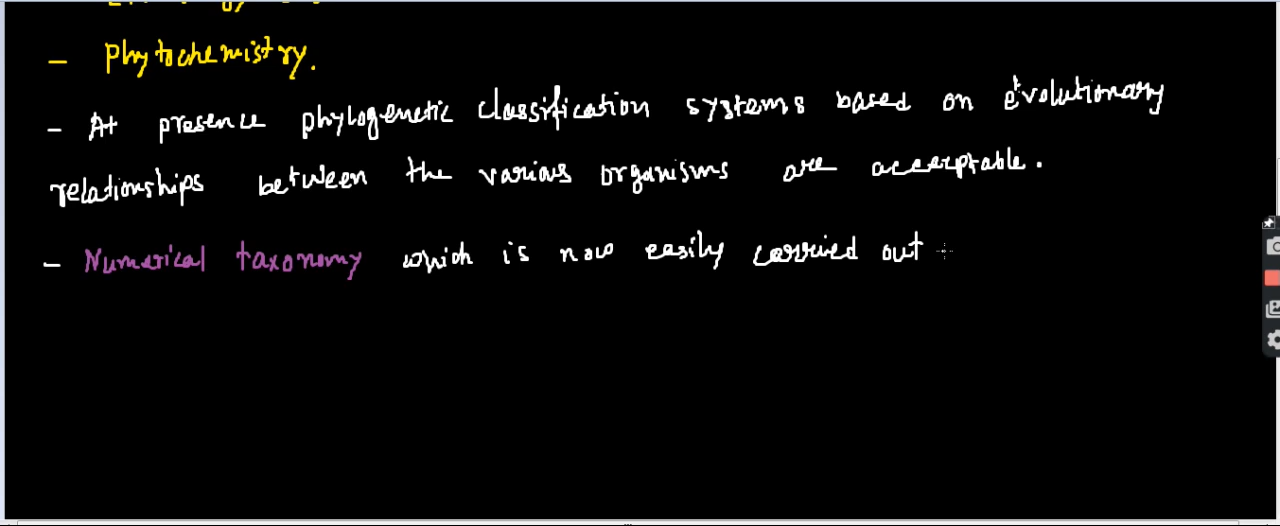 - Phytochemistry.
- At presence phylogenetic classification systems based on evolutionary
relationships between the various organisms are acceptable.
- Numerical taxonomy which is now easily carried out